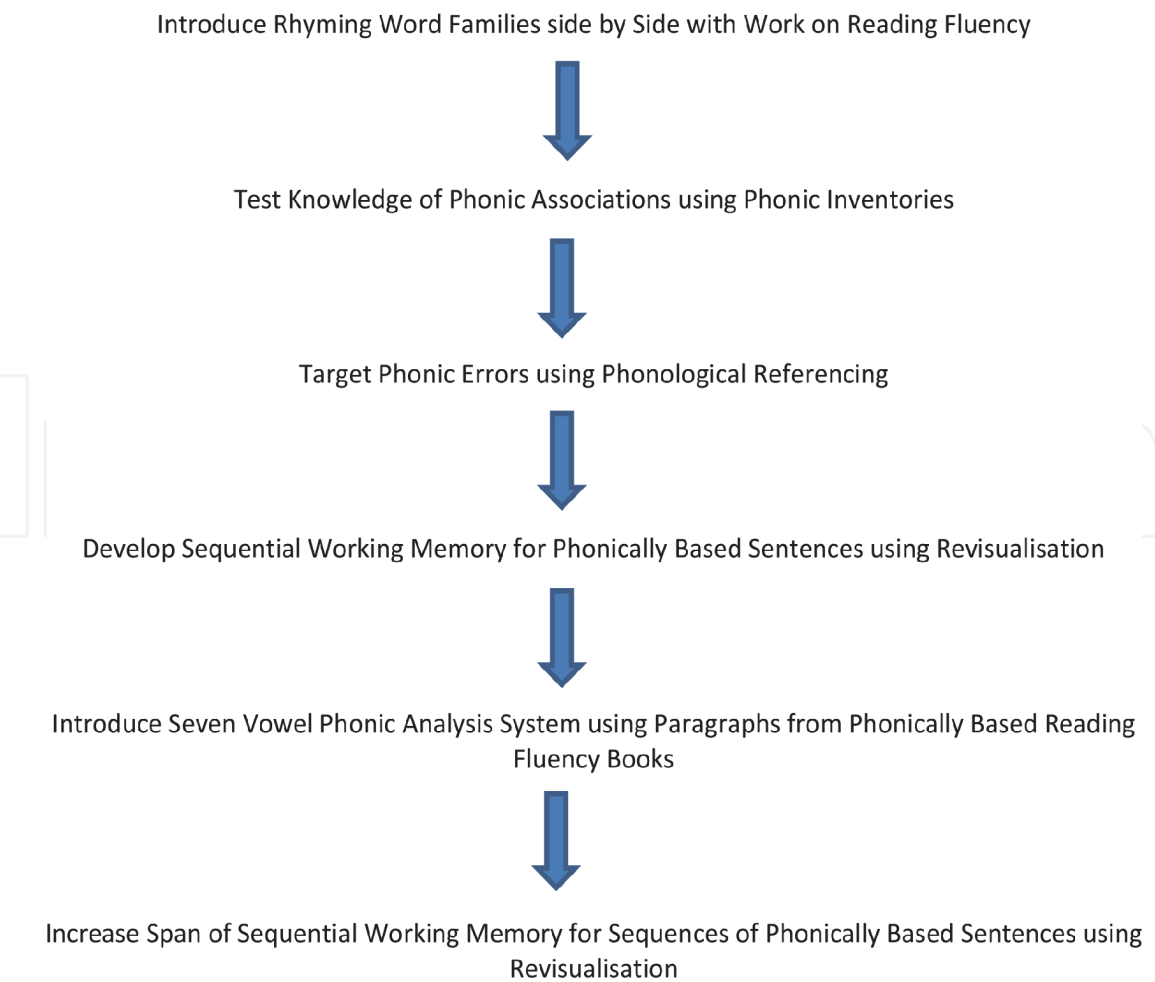 Introduce Rhyming Word Families side by Side with Work on Reading Fluency
Test Knowledge of Phonic Associations using Phonic Inventories
Target Phonic Errors using Phonological Referencing
Develop Sequential Working Memory for Phonically Based Sentences using Revisualisation
Introduce Seven Vowel Phonic Analysis System using Paragraphs from Phonically Based Reading
Fluency Books
Increase Span of Sequential Working Memory for Sequences of Phonically Based Sentences using
Revisualisation